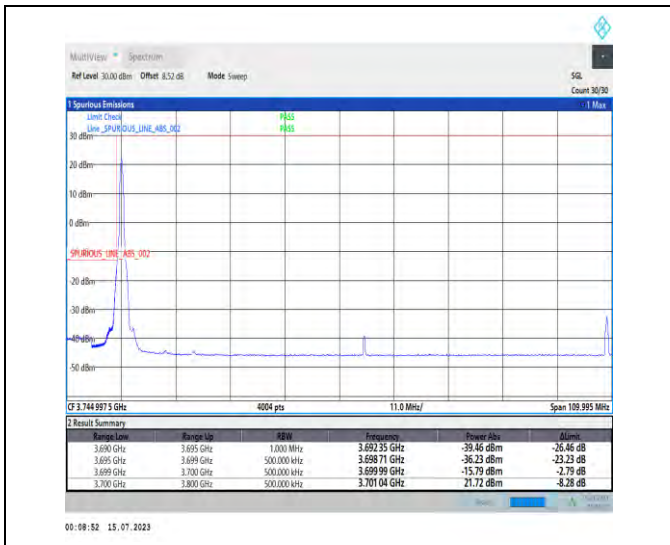 MultiView Spectrum
Ref Level 30.00 dBm Offset 8.52 dB Mode Sweep SGL
Count 30/30
1 Spurious Emissions 1 Max
Limit Check PASS
Line _SPURIOUS_LINE_ABS_002 PASS
30 dBm
20 dBm
10 dBm
0 dBm
_SPURIOUS_LINE_ABS_002
-20 dBm
-30 dBm
-40 dBm
-50 dBm
CF 3.744 997 5 GHz 4004 pts 11.0 MHz/ Span 109.995 MHz
2 Result Summary
Range Low Range Up RBW Frequency Power Abs ΔLimit
3.690 GHz 3.695 GHz 1.000 MHz 3.692 35 GHz -39.46 dBm -26.46 dB
3.695 GHz 3.699 GHz 500.000 kHz 3.698 71 GHz -36.23 dBm -23.23 dB
3.699 GHz 3.700 GHz 500.000 kHz 3.699 99 GHz -15.79 dBm -2.79 dB
3.700 GHz 3.800 GHz 500.000 kHz 3.701 04 GHz 21.72 dBm -8.28 dB
00:08:52 15.07.2023